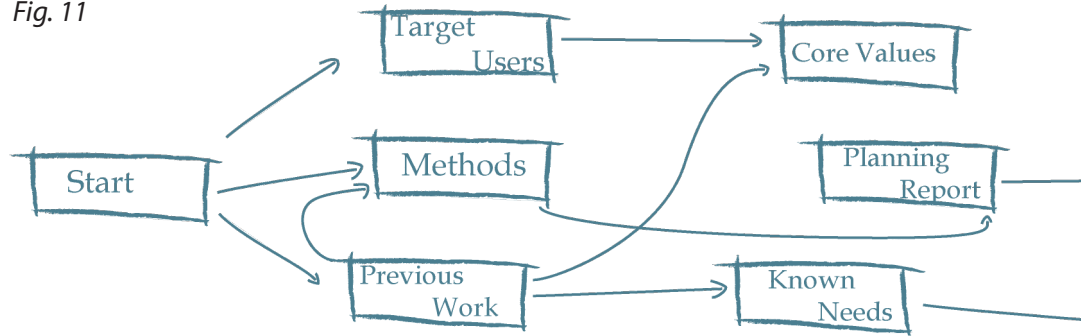 Fig. 11
Target
Users
Core Values
Start
Methods
Planning
Report
Previous
Work
Known
Needs